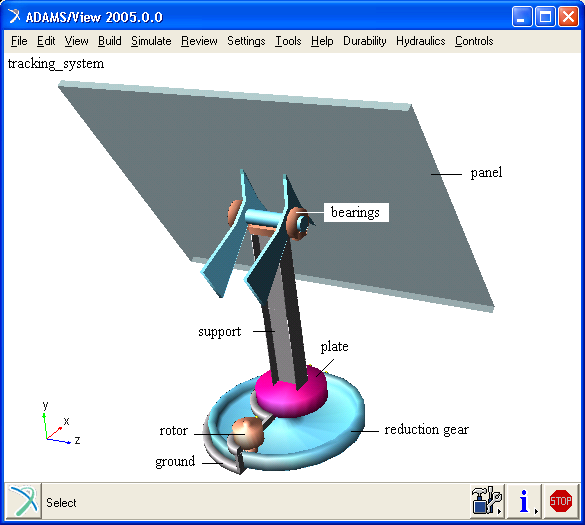 ADAMS/View 2005.0.0
File Edit View Build Simulate Review Settings Tools Help Durability Hydraulics Controls
tracking_system
panel
bearings
support
plate
rotor
reduction gear
ground
y
x
z
Select
i
STOP